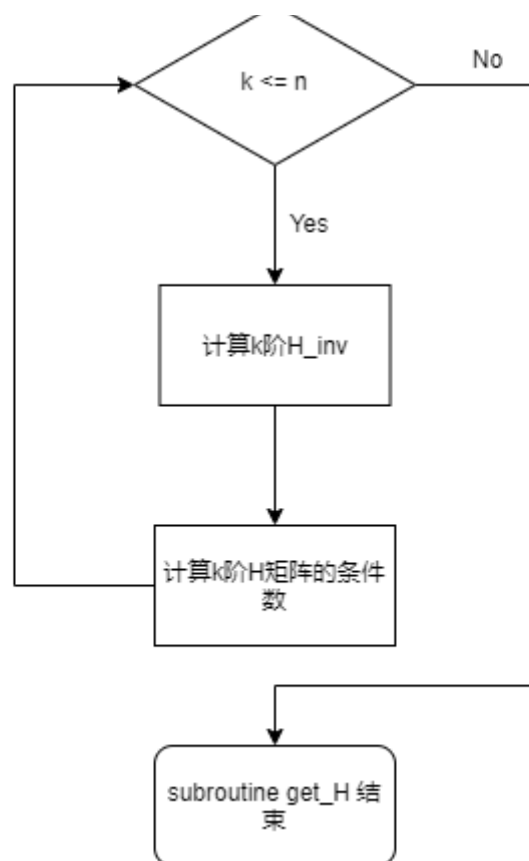 k <= n
No
Yes
计算k阶H_inv
计算k阶H矩阵的条件
数
subroutine get_H 结
束